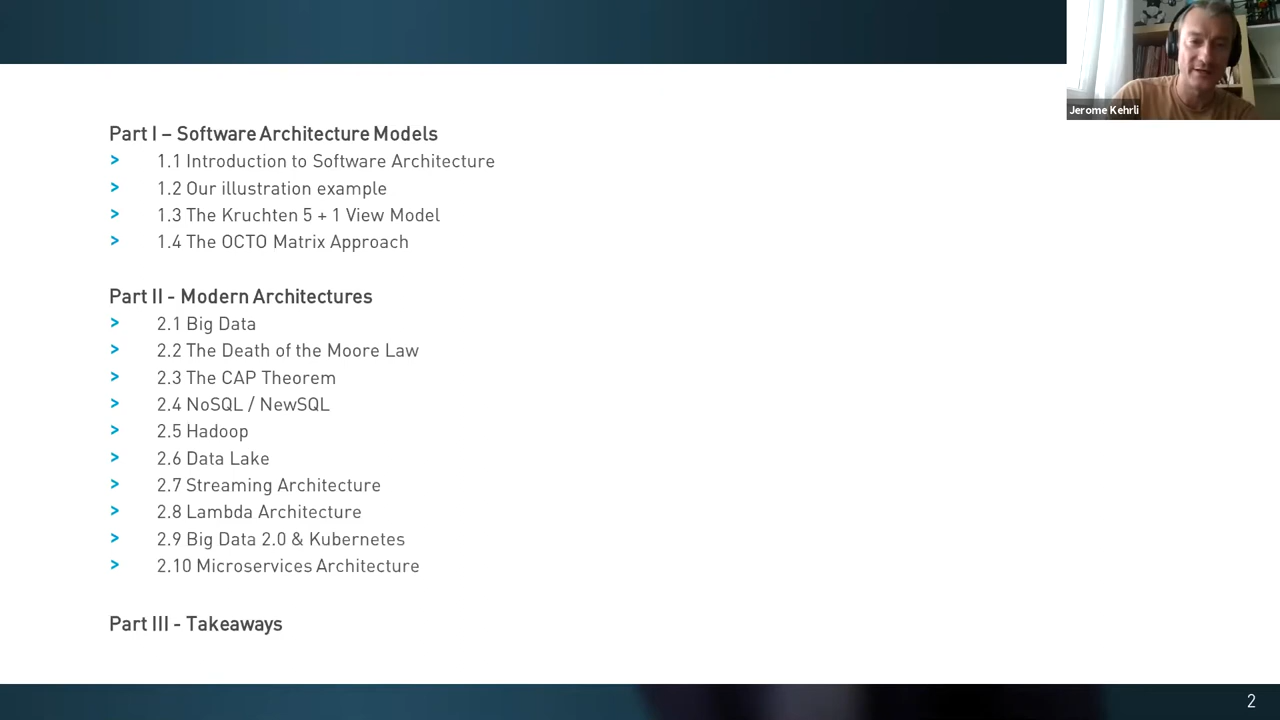 Jerome Kehrli
Part I – Software Architecture Models
> 1.1 Introduction to Software Architecture
> 1.2 Our illustration example
> 1.3 The Kruchten 5 + 1 View Model
> 1.4 The OCTO Matrix Approach
Part II - Modern Architectures
> 2.1 Big Data
> 2.2 The Death of the Moore Law
> 2.3 The CAP Theorem
> 2.4 NoSQL / NewSQL
> 2.5 Hadoop
> 2.6 Data Lake
> 2.7 Streaming Architecture
> 2.8 Lambda Architecture
> 2.9 Big Data 2.0 & Kubernetes
> 2.10 Microservices Architecture
Part III - Takeaways
2